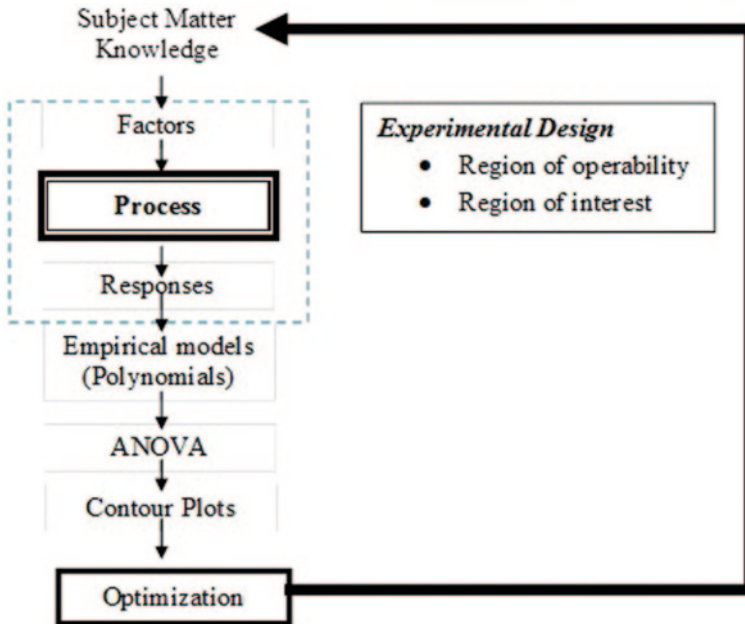 Subject Matter
Knowledge
Factors
Process
Responses
Empirical models
(Polynomials)
ANOVA
Contour Plots
Optimization
Experimental Design
• Region of operability
• Region of interest